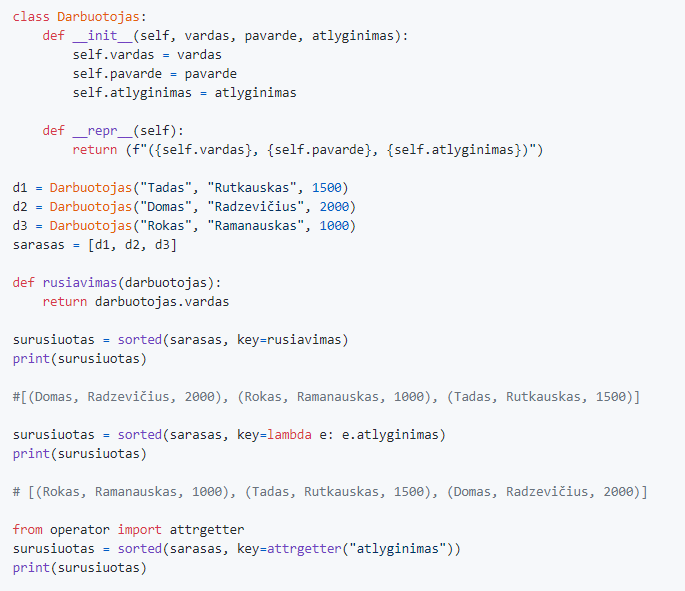 class Darbuotojas:
    def __init__(self, vardas, pavarde, atlyginimas):
        self.vardas = vardas
        self.pavarde = pavarde
        self.atlyginimas = atlyginimas

    def __repr__(self):
        return (f"({self.vardas}, {self.pavarde}, {self.atlyginimas})")

d1 = Darbuotojas("Tadas", "Rutkauskas", 1500)
d2 = Darbuotojas("Domas", "Radzevičius", 2000)
d3 = Darbuotojas("Rokas", "Ramanauskas", 1000)
sarasas = [d1, d2, d3]

def rusiavimas(darbuotojas):
    return darbuotojas.vardas

surusiuotas = sorted(sarasas, key=rusiavimas)
print(surusiuotas)

#[(Domas, Radzevičius, 2000), (Rokas, Ramanauskas, 1000), (Tadas, Rutkauskas, 1500)]

surusiuotas = sorted(sarasas, key=lambda e: e.atlyginimas)
print(surusiuotas)

# [(Rokas, Ramanauskas, 1000), (Tadas, Rutkauskas, 1500), (Domas, Radzevičius, 2000)]

from operator import attrgetter
surusiuotas = sorted(sarasas, key=attrgetter("atlyginimas"))
print(surusiuotas)